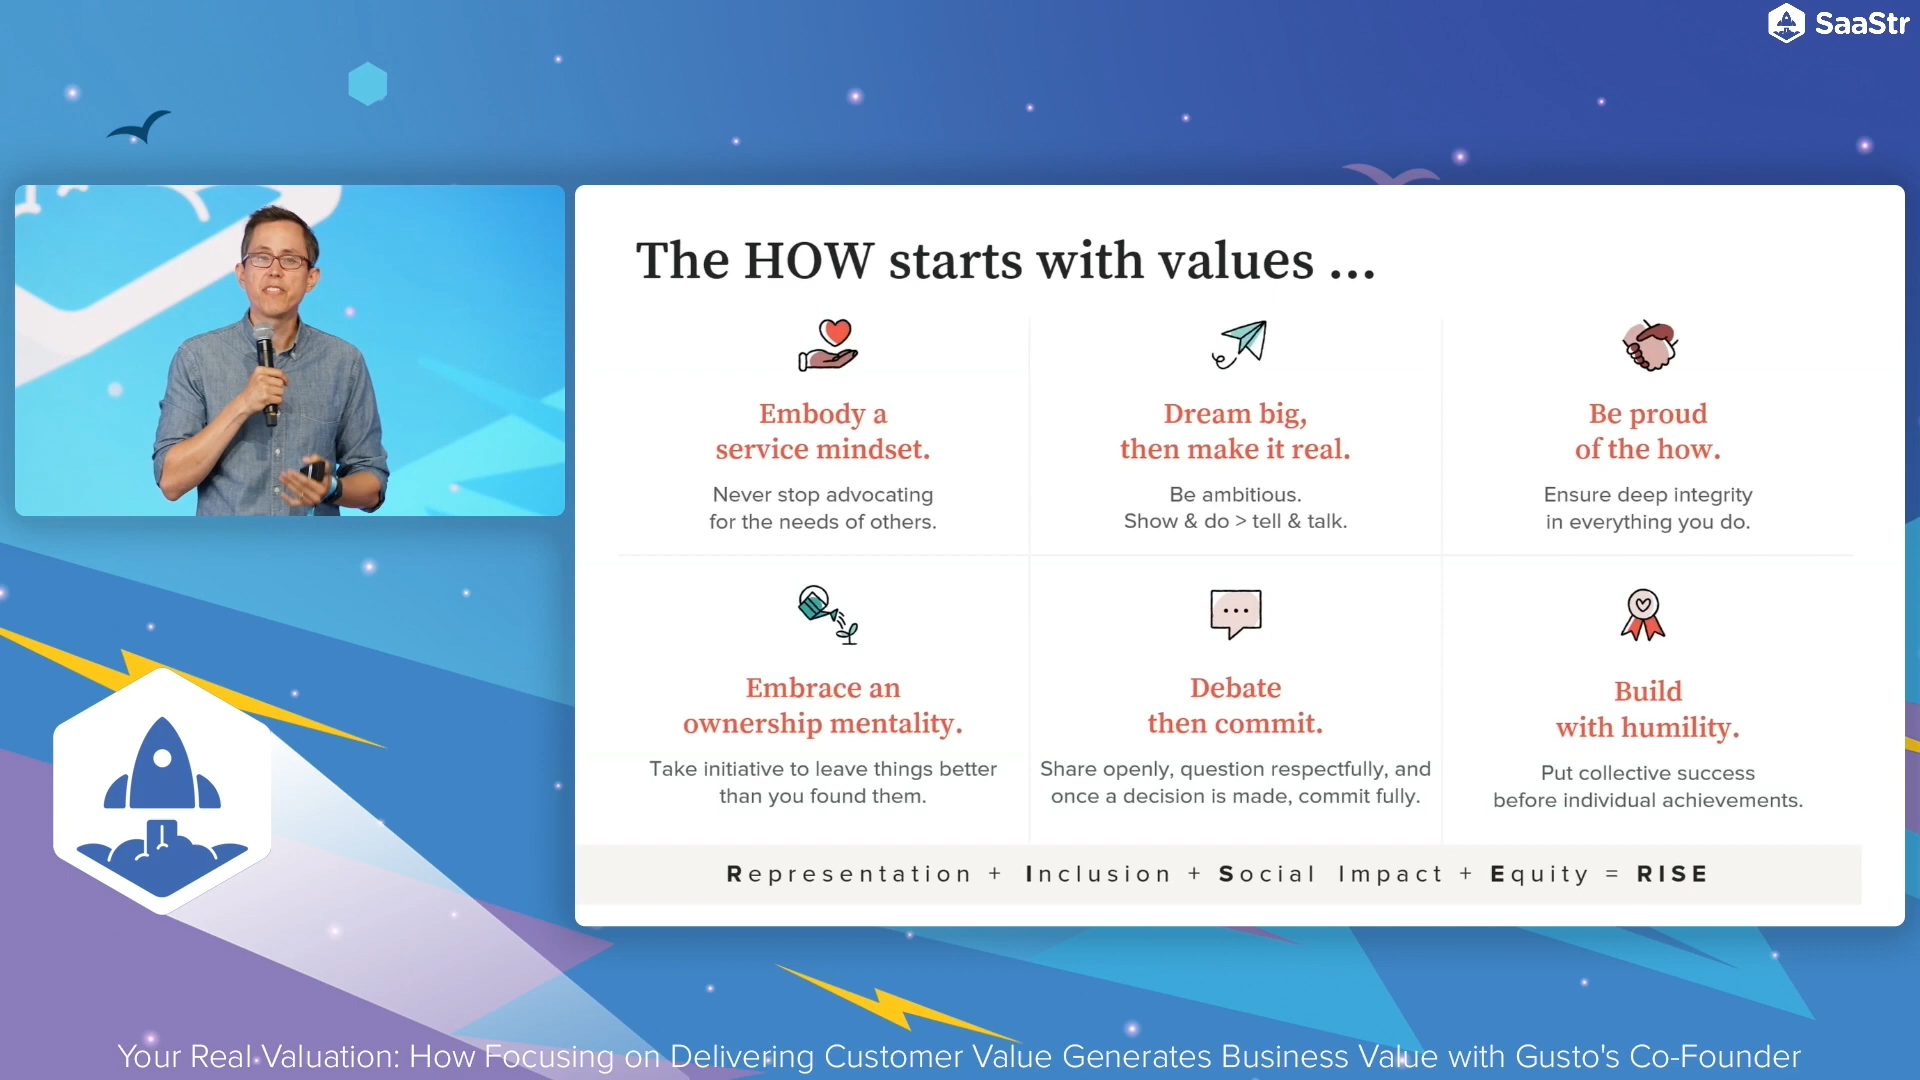 SaaStr
The HOW starts with values ...
Embody a
service mindset.
Never stop advocating
for the needs of others.
Dream big,
then make it real.
Be ambitious.
Show & do > tell & talk.
Be proud
of the how.
Ensure deep integrity
in everything you do.
Embrace an
ownership mentality.
Take initiative to leave things better
than you found them.
Debate
then commit.
Share openly, question respectfully, and
once a decision is made, commit fully.
Build
with humility.
Put collective success
before individual achievements.
Representation + Inclusion + Social Impact + Equity = RISE
Your Real Valuation: How Focusing on Delivering Customer Value Generates Business Value with Gusto's Co-Founder